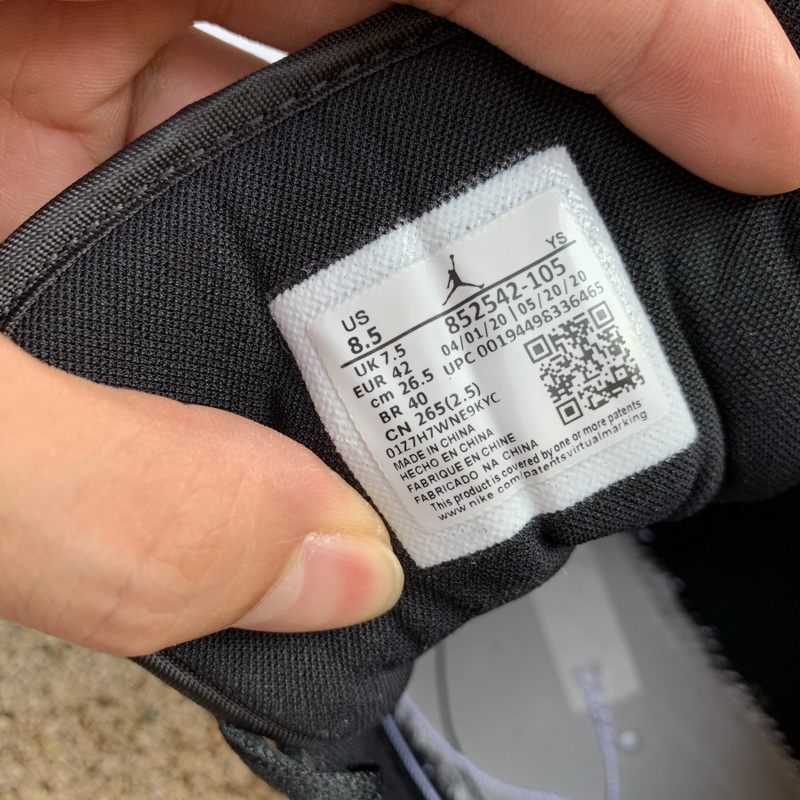 US
8.5
YS
852542-105
04/01/20 | 05/20/20
UPC 00194498336465
UK 7.5
EUR 42
cm 26.5
BR 40
CN 265(2.5)
01Z7H7WNE9KYC
MADE IN CHINA
HECHO EN CHINA
FABRIQUE EN CHINE
FABRICADO NA CHINA
This product is covered by one or more patents
www.nike.com/patentsvirtualmarking